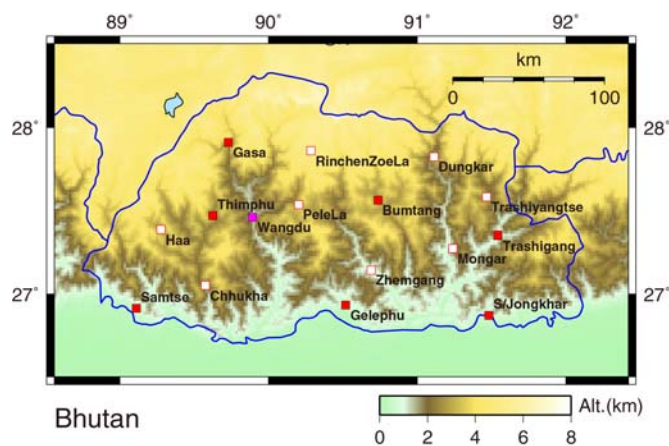 89 90 91 92
km
0 100
28° 28°
Gasa
RinchenZoeLa
Dungkar
Thimphu
PeleLa
Bumtang
Trashiyangtse
Wangdu
Haa
Trashigang
Mongar
Zhemgang
Chhukha
27° 27°
Samtse
Gelephu
S/Jongkhar
Bhutan
Alt.(km)
0 2 4 6 8